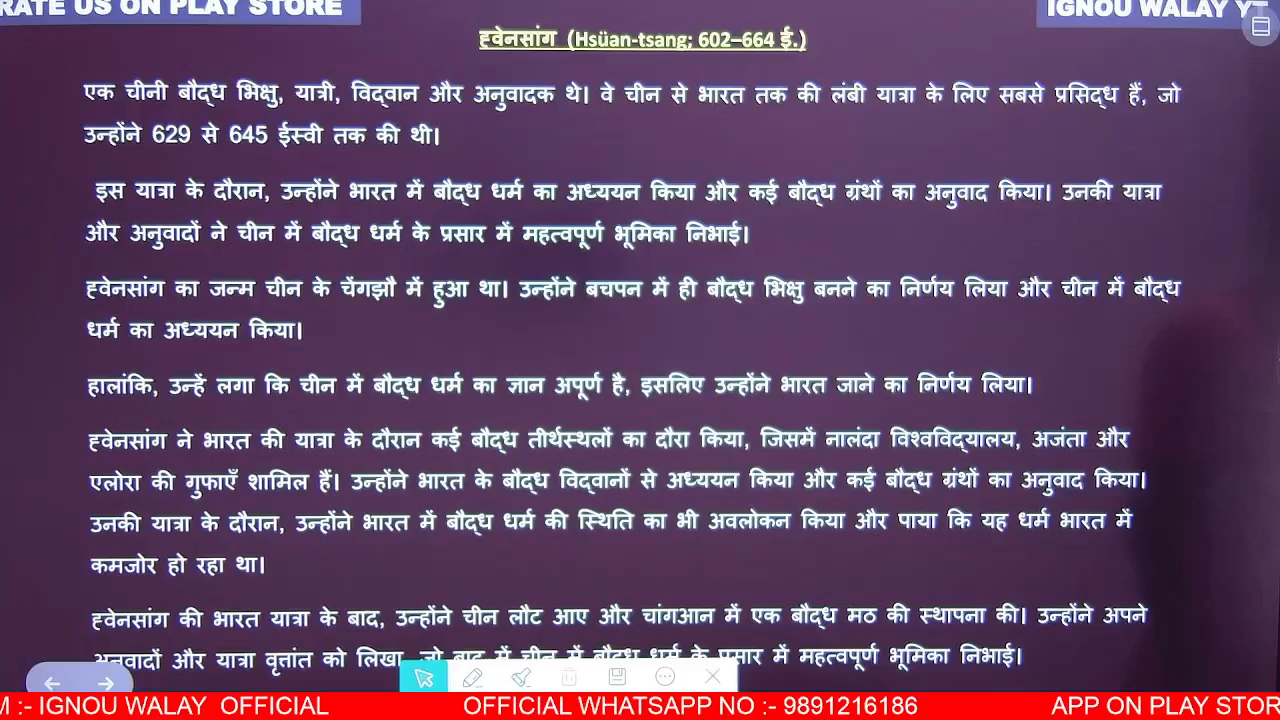 RATE US ON PLAY STORE
IGNOU WALAY YT
ह्वेनसांग (Hsüan-tsang; 602–664 ई.)
एक चीनी बौद्ध भिक्षु, यात्री, विद्वान और अनुवादक थे। वे चीन से भारत तक की लंबी यात्रा के लिए सबसे प्रसिद्ध हैं, जो
उन्होंने 629 से 645 ईस्वी तक की थी।
इस यात्रा के दौरान, उन्होंने भारत में बौद्ध धर्म का अध्ययन किया और कई बौद्ध ग्रंथों का अनुवाद किया। उनकी यात्रा
और अनुवादों ने चीन में बौद्ध धर्म के प्रसार में महत्वपूर्ण भूमिका निभाई।
ह्वेनसांग का जन्म चीन के चेंगझौ में हुआ था। उन्होंने बचपन में ही बौद्ध भिक्षु बनने का निर्णय लिया और चीन में बौद्ध
धर्म का अध्ययन किया।
हालांकि, उन्हें लगा कि चीन में बौद्ध धर्म का ज्ञान अपूर्ण है, इसलिए उन्होंने भारत जाने का निर्णय लिया।
ह्वेनसांग ने भारत की यात्रा के दौरान कई बौद्ध तीर्थस्थलों का दौरा किया, जिसमें नालंदा विश्वविद्यालय, अजंता और
एलोरा की गुफाएँ शामिल हैं। उन्होंने भारत के बौद्ध विद्वानों से अध्ययन किया और कई बौद्ध ग्रंथों का अनुवाद किया।
उनकी यात्रा के दौरान, उन्होंने भारत में बौद्ध धर्म की स्थिति का भी अवलोकन किया और पाया कि यह धर्म भारत में
कमजोर हो रहा था।
ह्वेनसांग की भारत यात्रा के बाद, उन्होंने चीन लौट आए और चांगआन में एक बौद्ध मठ की स्थापना की। उन्होंने अपने
अनुवादों और यात्रा वृत्तांत को लिखा, जो बाद में चीन में बौद्ध धर्म के प्रसार में महत्वपूर्ण भूमिका निभाई।
M :- IGNOU WALAY OFFICIAL OFFICIAL WHATSAPP NO :- 9891216186 APP ON PLAY STOR